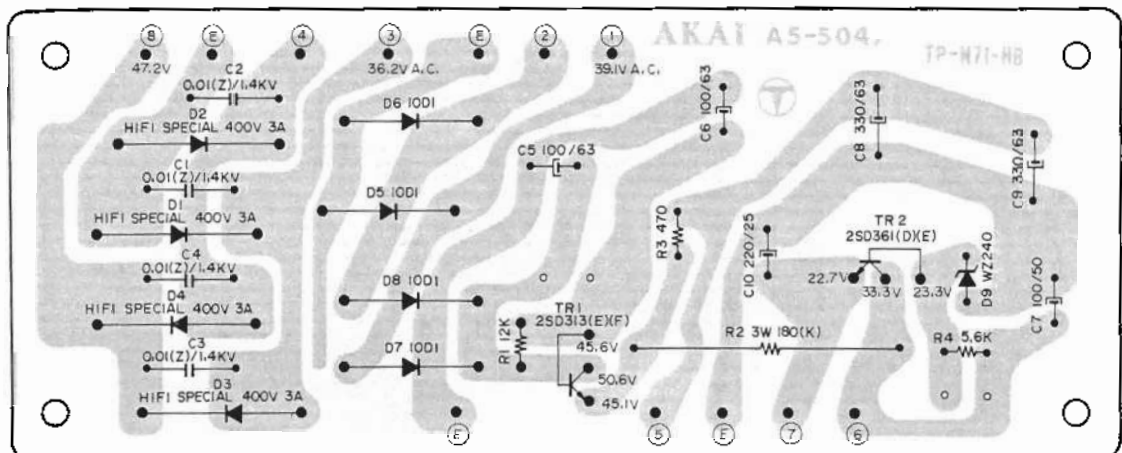 8 E 4 3 E 2 1
AKAI A5-504.
TP-W71-HB
47.2V
36.2V A.C.
39.1V A.C.
C2
0.01(Z)/1.4KV
D2
HIFI SPECIAL 400V 3A
C1
0.01(Z)/1.4KV
D1
HIFI SPECIAL 400V 3A
C4
0.01(Z)/1.4KV
D4
HIFI SPECIAL 400V 3A
C3
0.01(Z)/1.4KV
D3
HIFI SPECIAL 400V 3A
D6 10D1
D5 10D1
D8 10D1
D7 10D1
C5 100/63
C6 100/63
C8 330/63
C9 330/63
R3 470
C10 220/25
TR2
2SD361(D)(E)
22.7V
33.3V
23.3V
D9 WZ240
C7 100/50
TR1
2SD313(E)(F)
R1 12K
45.6V
50.6V
45.1V
R2 3W 180(K)
R4 5.6K
E 5 E 7 6